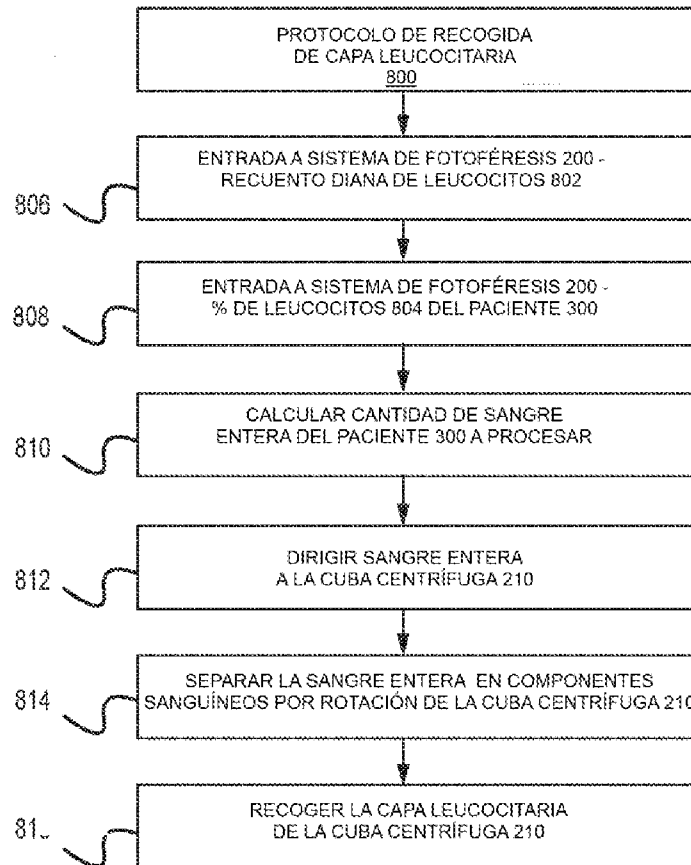 PROTOCOLO DE RECOGIDA
DE CAPA LEUCOCITARIA
800
806
ENTRADA A SISTEMA DE FOTOFÉRESIS 200 -
RECUENTO DIANA DE LEUCOCITOS 802
808
ENTRADA A SISTEMA DE FOTOFÉRESIS 200 -
% DE LEUCOCITOS 804 DEL PACIENTE 300
810
CALCULAR CANTIDAD DE SANGRE
ENTERA DEL PACIENTE 300 A PROCESAR
812
DIRIGIR SANGRE ENTERA
A LA CUBA CENTRÍFUGA 210
814
SEPARAR LA SANGRE ENTERA EN COMPONENTES
SANGUÍNEOS POR ROTACIÓN DE LA CUBA CENTRÍFUGA 210
RECOGER LA CAPA LEUCOCITARIA
DE LA CUBA CENTRÍFUGA 210